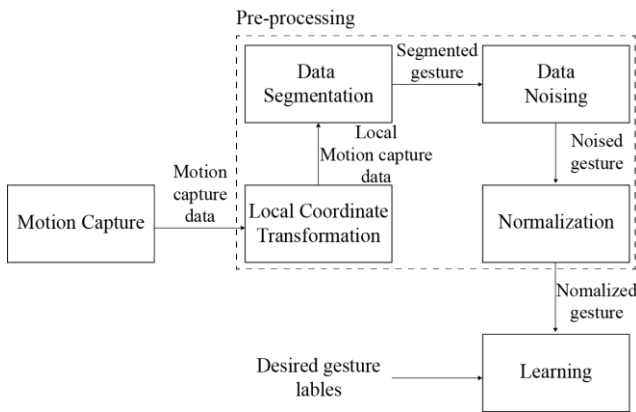 Pre-processing
Data
Segmentation
Segmented
gesture
Data
Noising
Local
Motion capture
data
Noised
gesture
Motion Capture
Motion
capture
data
Local Coordinate
Transformation
Normalization
Nomalized
gesture
Desired gesture
lables
Learning